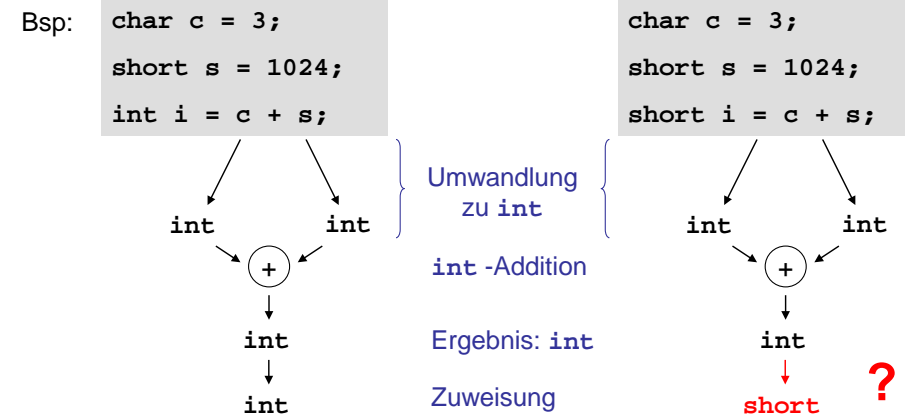 Bsp:
char c = 3;
short s = 1024;
int i = c + s;
char c = 3;
short s = 1024;
short i = c + s;
Umwandlung
zu int
int int
int int
+
int -Addition
+
int
Ergebnis: int
int
int
Zuweisung
short
?